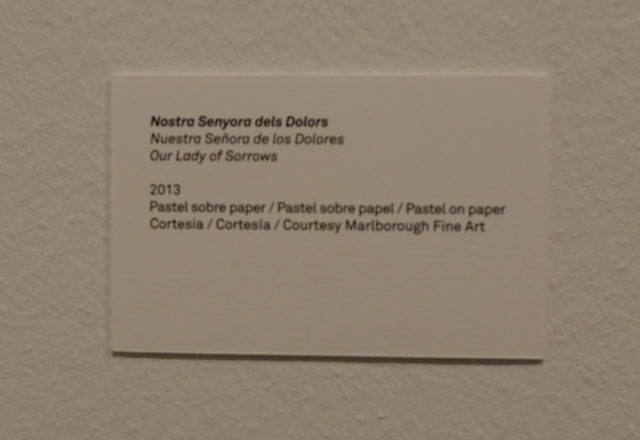 Nostra Senyora dels Dolors
Nuestra Señora de los Dolores
Our Lady of Sorrows
2013
Pastel sobre paper / Pastel sobre papel / Pastel on paper
Cortesia / Cortesía / Courtesy Marlborough Fine Art